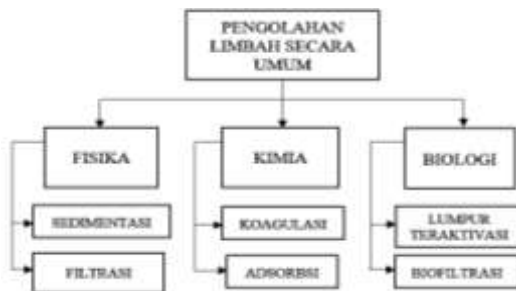 PENGOLAHAN
LIMBAH SECARA
UMUM
FISIKA
KIMIA
BIOLOGI
SEDIMENTASI
KOAGULASI
LUMPUR
TERAKTIVASI
FILTRASI
ADSORBSI
BIOFILTRASI